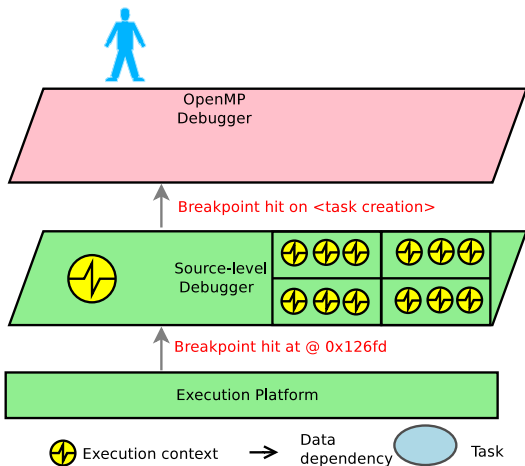 OpenMP
Debugger
Breakpoint hit on <task creation>
Source-level
Debugger
Breakpoint hit at @ 0x126fd
Execution Platform
Execution context
Data
dependency
Task